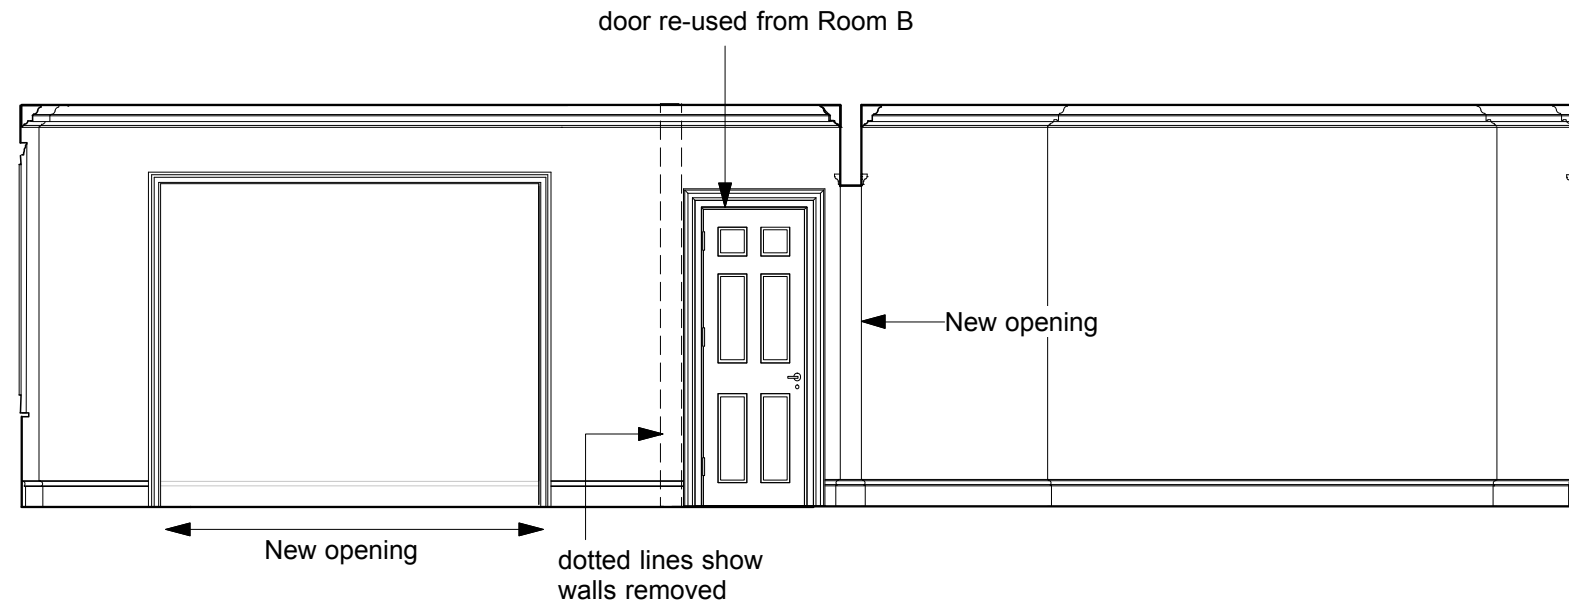 door re-used from Room B
New opening
New opening
dotted lines show
walls removed